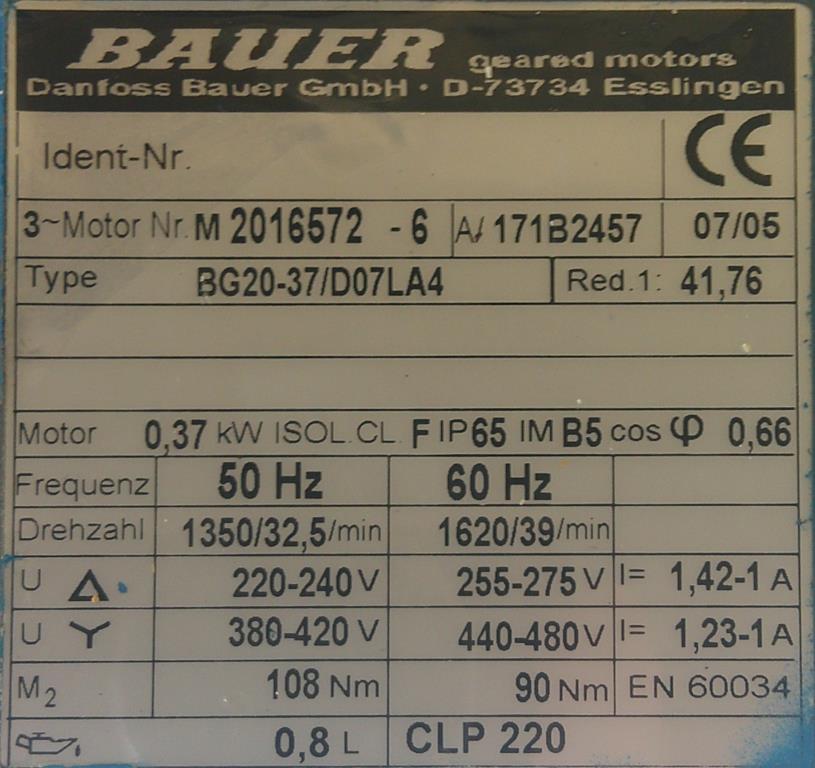 BAUER geared motors
Danfoss Bauer GmbH · D-73734 Esslingen
Ident-Nr. CE
3~Motor Nr. M 2016572 - 6 A/ 171B2457 07/05
Type BG20-37/D07LA4 Red.1: 41,76
Motor 0,37 kW ISOL.CL. F IP65 IM B5 cos φ 0,66
Frequenz 50 Hz 60 Hz
Drehzahl 1350/32,5/min 1620/39/min
U Δ 220-240 V 255-275 V I= 1,42-1 A
U Y 380-420 V 440-480 V I= 1,23-1 A
M2 108 Nm 90 Nm EN 60034
0,8 L CLP 220